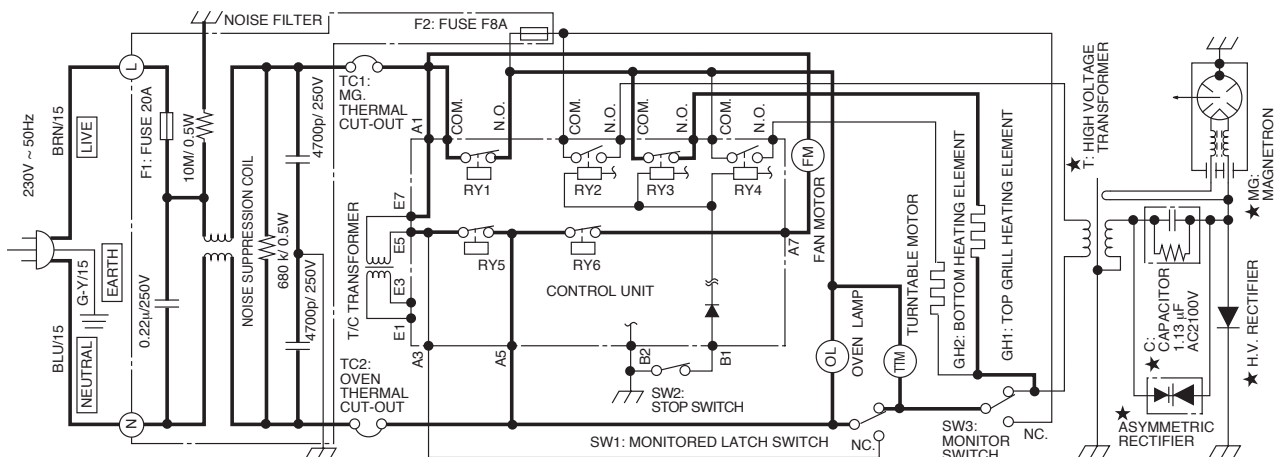 NOISE FILTER
F2: FUSE F8A
230V ~ 50Hz
BRN/15
LIVE
L
F1: FUSE 20A
10M/ 0.5W
NOISE SUPPRESSION COIL
680 k/ 0.5W
4700p/ 250V
4700p/ 250V
0.22µ/250V
G-Y/15
EARTH
BLU/15
NEUTRAL
N
TC1:
MG.
THERMAL
CUT-OUT
TC2:
OVEN
THERMAL
CUT-OUT
T/C TRANSFORMER
A1
E7
E5
E3
E1
A3
A5
COM.
N.O.
COM.
N.O.
COM.
N.O.
COM.
N.O.
RY1
RY2
RY3
RY4
RY5
RY6
CONTROL UNIT
B2
B1
SW2:
STOP SWITCH
A7
FM
FAN MOTOR
OL
OVEN LAMP
TTM
TURNTABLE MOTOR
GH2: BOTTOM HEATING ELEMENT
GH1: TOP GRILL HEATING ELEMENT
SW1: MONITORED LATCH SWITCH
NC.
SW3:
MONITOR
SWITCH
NC.
★ T: HIGH VOLTAGE
TRANSFORMER
★ MG: MAGNETRON
★ C:
CAPACITOR
1.13 µF
AC2100V
★ H.V. RECTIFIER
★ ASYMMETRIC
RECTIFIER